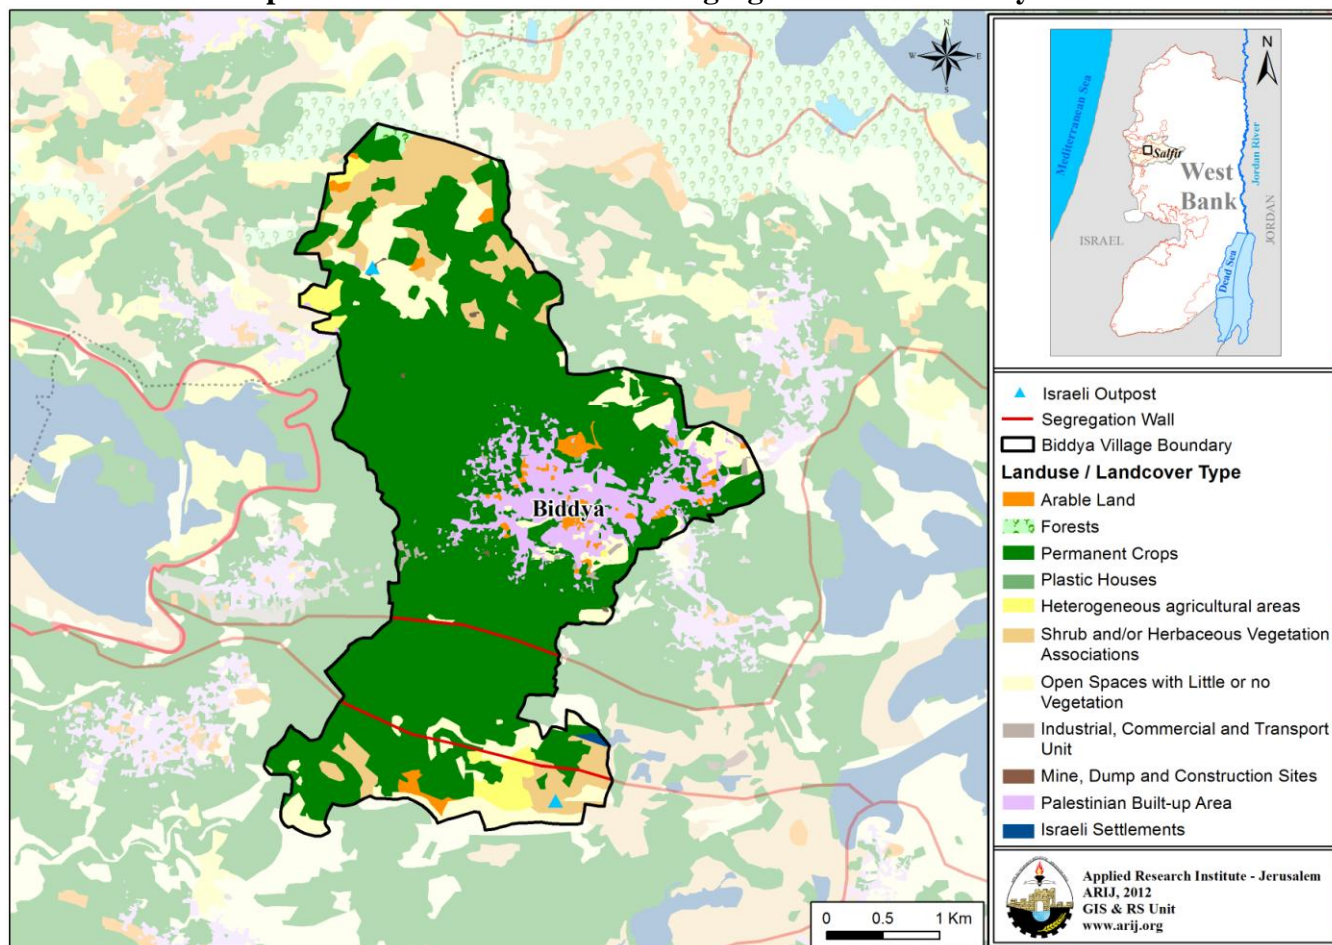 N
W E
S
Biddya
0 0.5 1 Km
N
Mediterranean Sea
Salfit
West
Bank
Jordan River
JORDAN
ISRAEL
Dead Sea
Israeli Outpost
Segregation Wall
Biddya Village Boundary
Landuse / Landcover Type
Arable Land
Forests
Permanent Crops
Plastic Houses
Heterogeneous agricultural areas
Shrub and/or Herbaceous Vegetation
Associations
Open Spaces with Little or no
Vegetation
Industrial, Commercial and Transport
Unit
Mine, Dump and Construction Sites
Palestinian Built-up Area
Israeli Settlements
Applied Research Institute - Jerusalem
ARIJ, 2012
GIS & RS Unit
www.arij.org